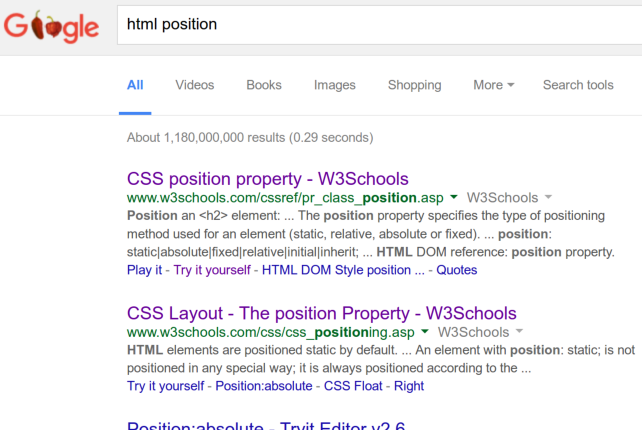 Google
html position
All Videos Books Images Shopping More Search tools
About 1,180,000,000 results (0.29 seconds)
CSS position property - W3Schools
www.w3schools.com/cssref/pr_class_position.asp W3Schools
Position an <h2> element: ... The position property specifies the type of positioning
method used for an element (static, relative, absolute or fixed). ... position:
static|absolute|fixed|relative|initial|inherit; ... HTML DOM reference: position property.
Play it - Try it yourself - HTML DOM Style position ... - Quotes
CSS Layout - The position Property - W3Schools
www.w3schools.com/css/css_positioning.asp W3Schools
HTML elements are positioned static by default. ... An element with position: static; is not
positioned in any special way; it is always positioned according to the ...
Try it yourself - Position:absolute - CSS Float - Right
Position:absolute - Tryit Editor v2.6